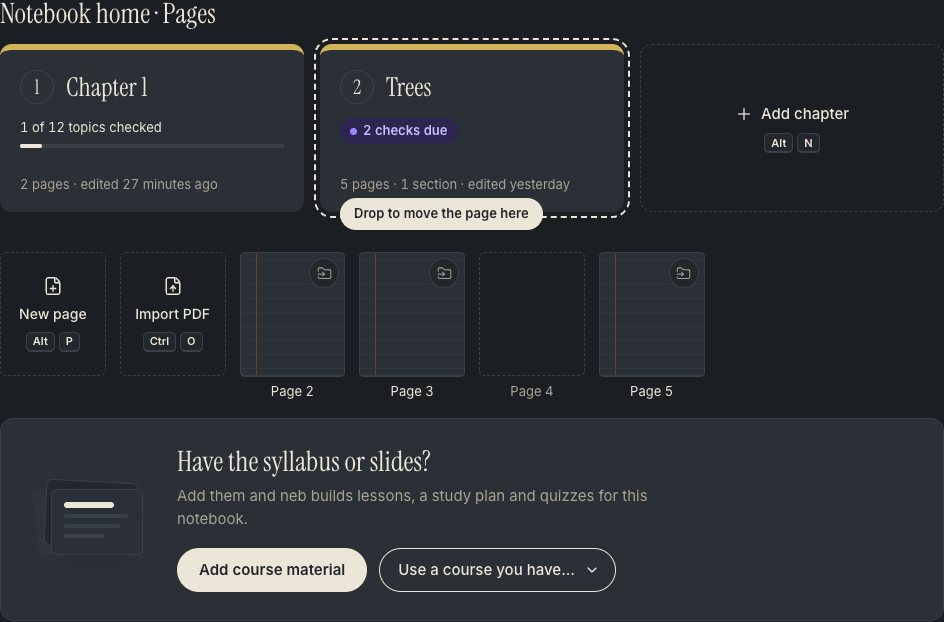 Notebook home · Pages
1 Chapter 1
1 of 12 topics checked
2 pages · edited 27 minutes ago
2 Trees
2 checks due
5 pages · 1 section · edited yesterday
Drop to move the page here
+ Add chapter
Alt N
New page
Alt P
Import PDF
Ctrl O
Page 2
Page 3
Page 4
Page 5
Have the syllabus or slides?
Add them and neb builds lessons, a study plan and quizzes for this
notebook.
Add course material
Use a course you have...